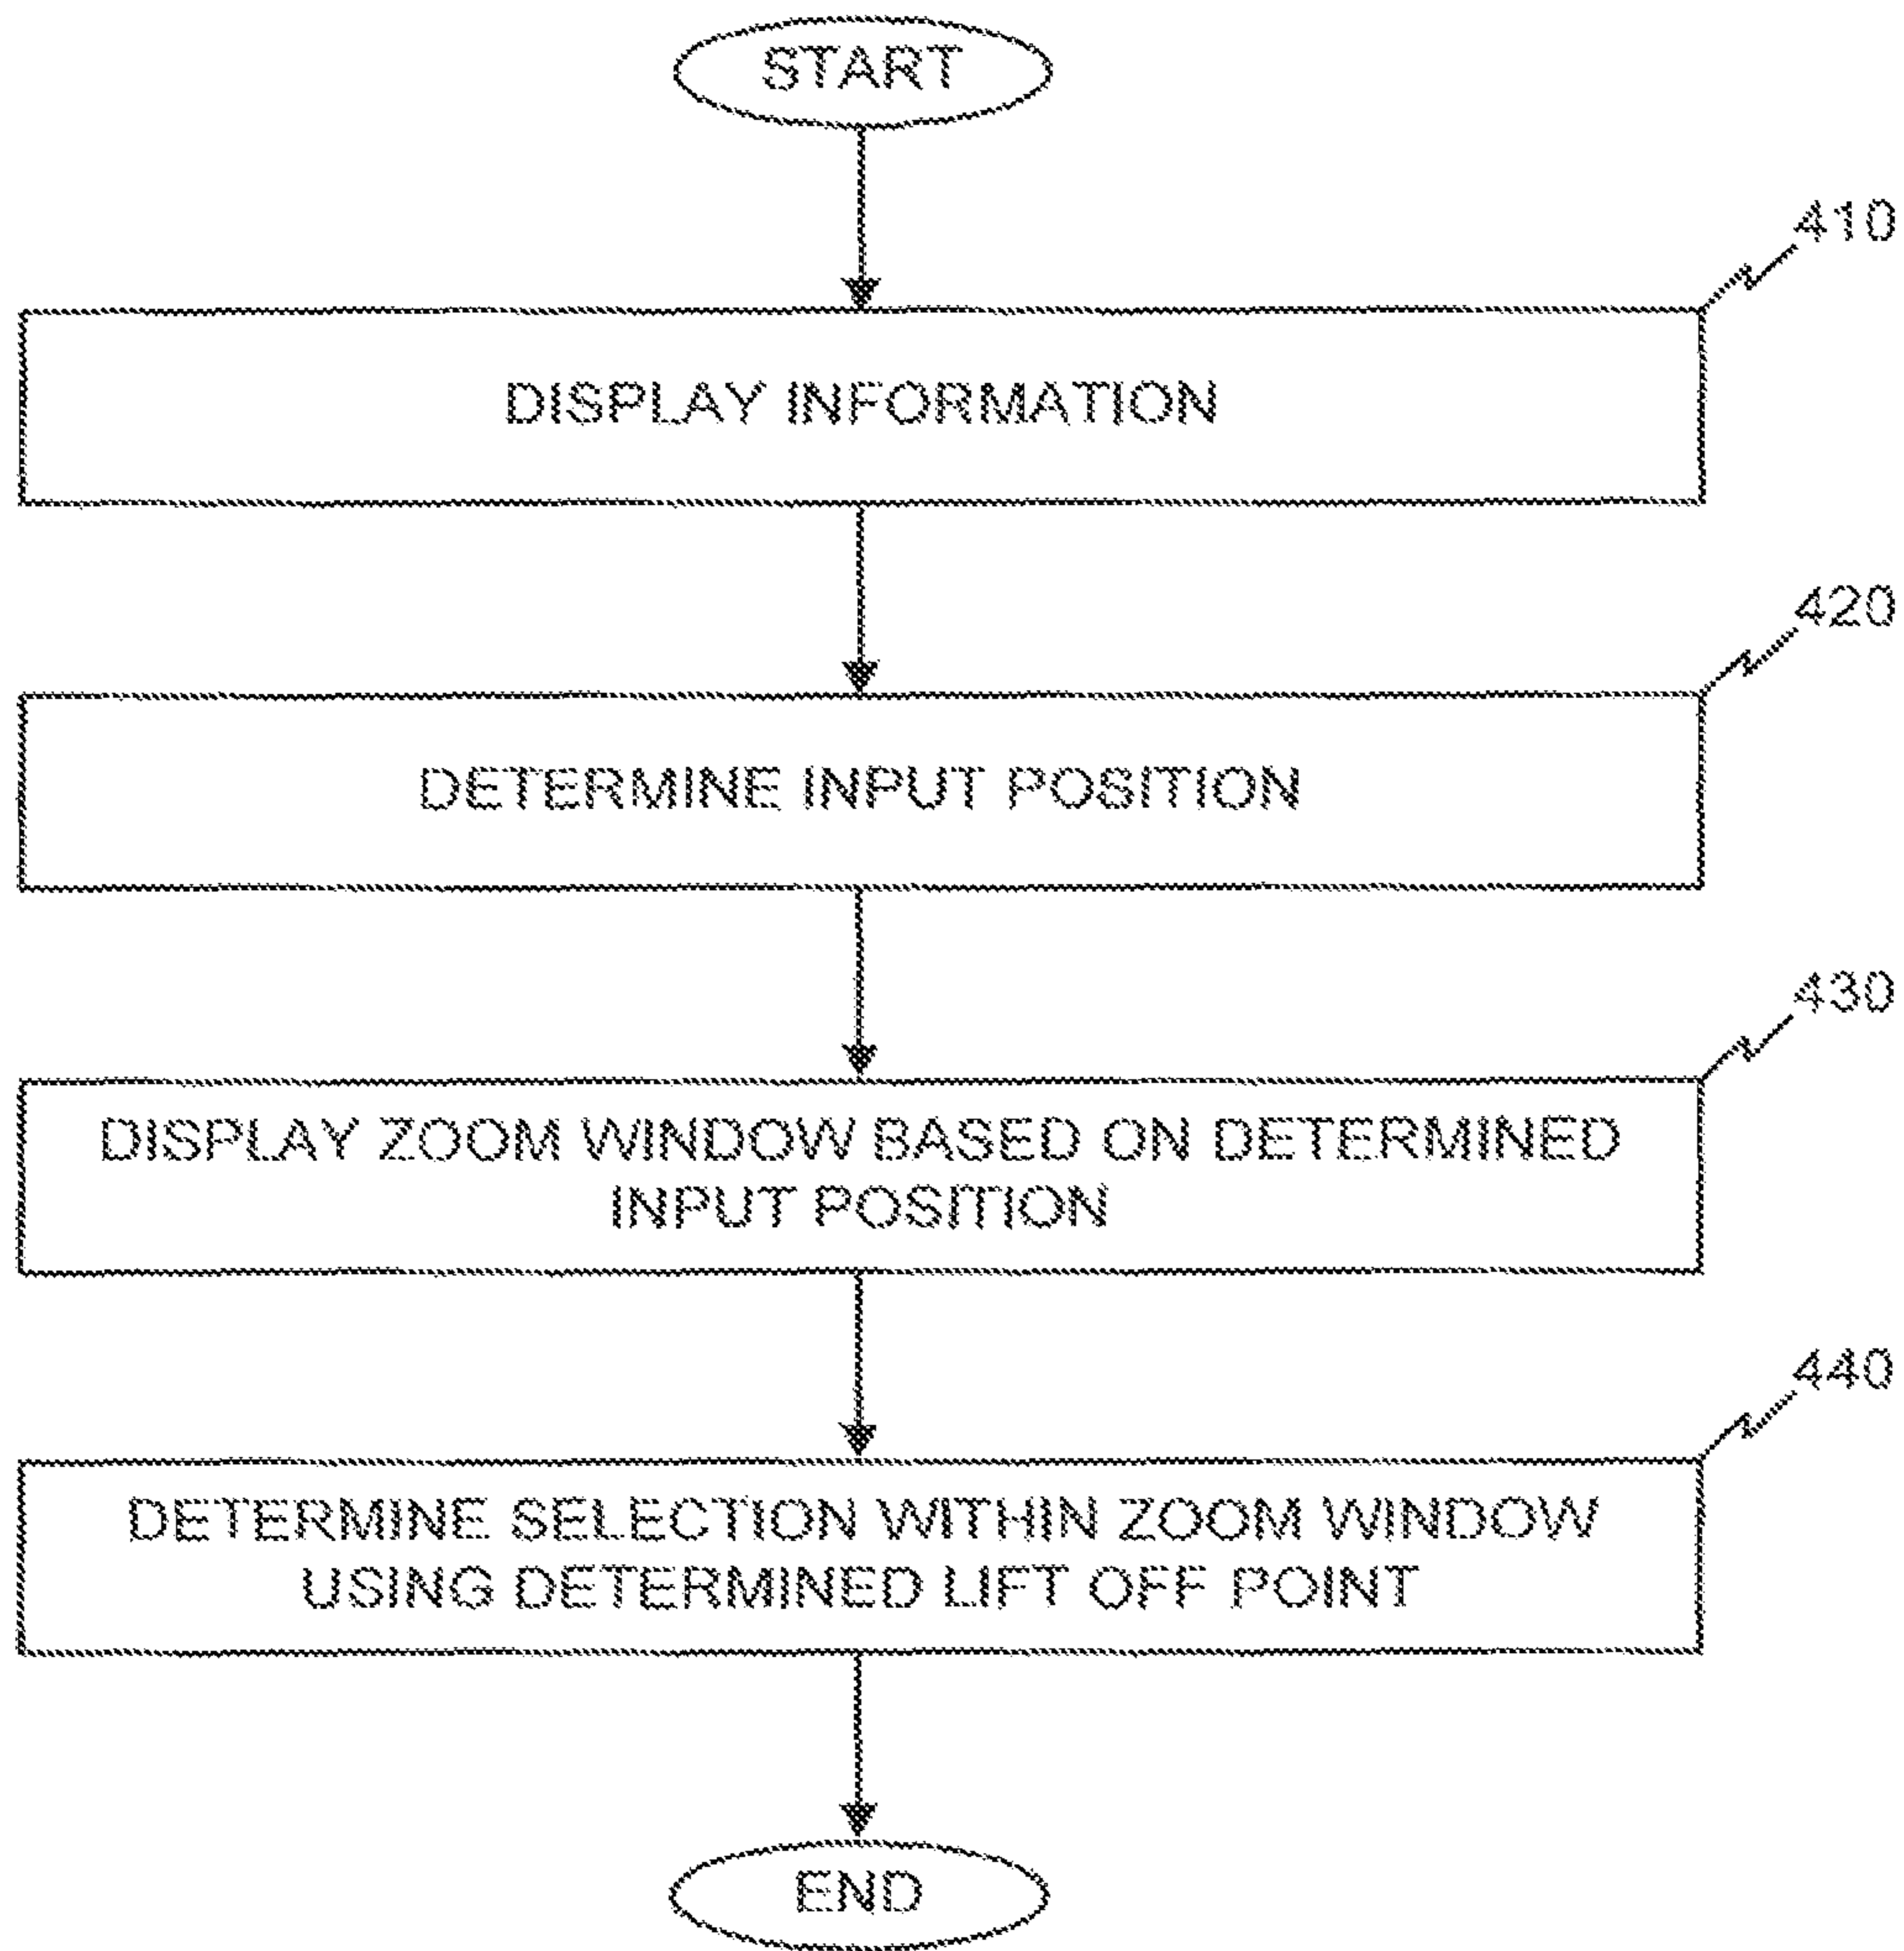 START
410
DISPLAY INFORMATION
420
DETERMINE INPUT POSITION
430
DISPLAY ZOOM WINDOW BASED ON DETERMINED
INPUT POSITION
440
DETERMINE SELECTION WITHIN ZOOM WINDOW
USING DETERMINED LIFT OFF POINT
END